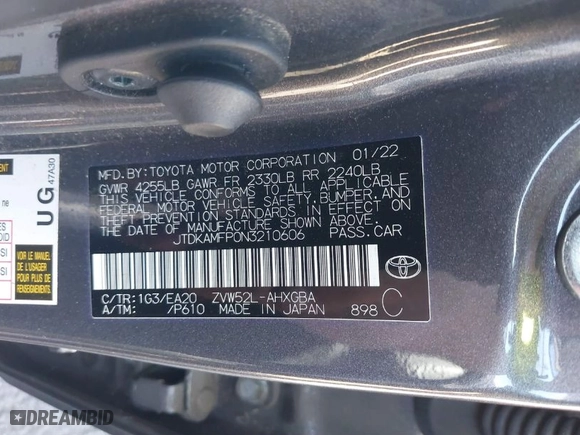 MFD.BY:TOYOTA MOTOR CORPORATION 01/22
GVWR 4255LB GAWR FR 2330LB RR 2240LB
THIS VEHICLE CONFORMS TO ALL APPLICABLE
FEDERAL MOTOR VEHICLE SAFETY, BUMPER, AND
THEFT PREVENTION STANDARDS IN EFFECT ON
THE DATE OF MANUFACTURE SHOWN ABOVE.
JTDKAMFP0N3210606 PASS.CAR
C/TR:1G3/EA20 ZVW52L-AHXGBA
A/TM: /P610 MADE IN JAPAN 898 C
TOYOTA
UG
47A30
DREAMBID